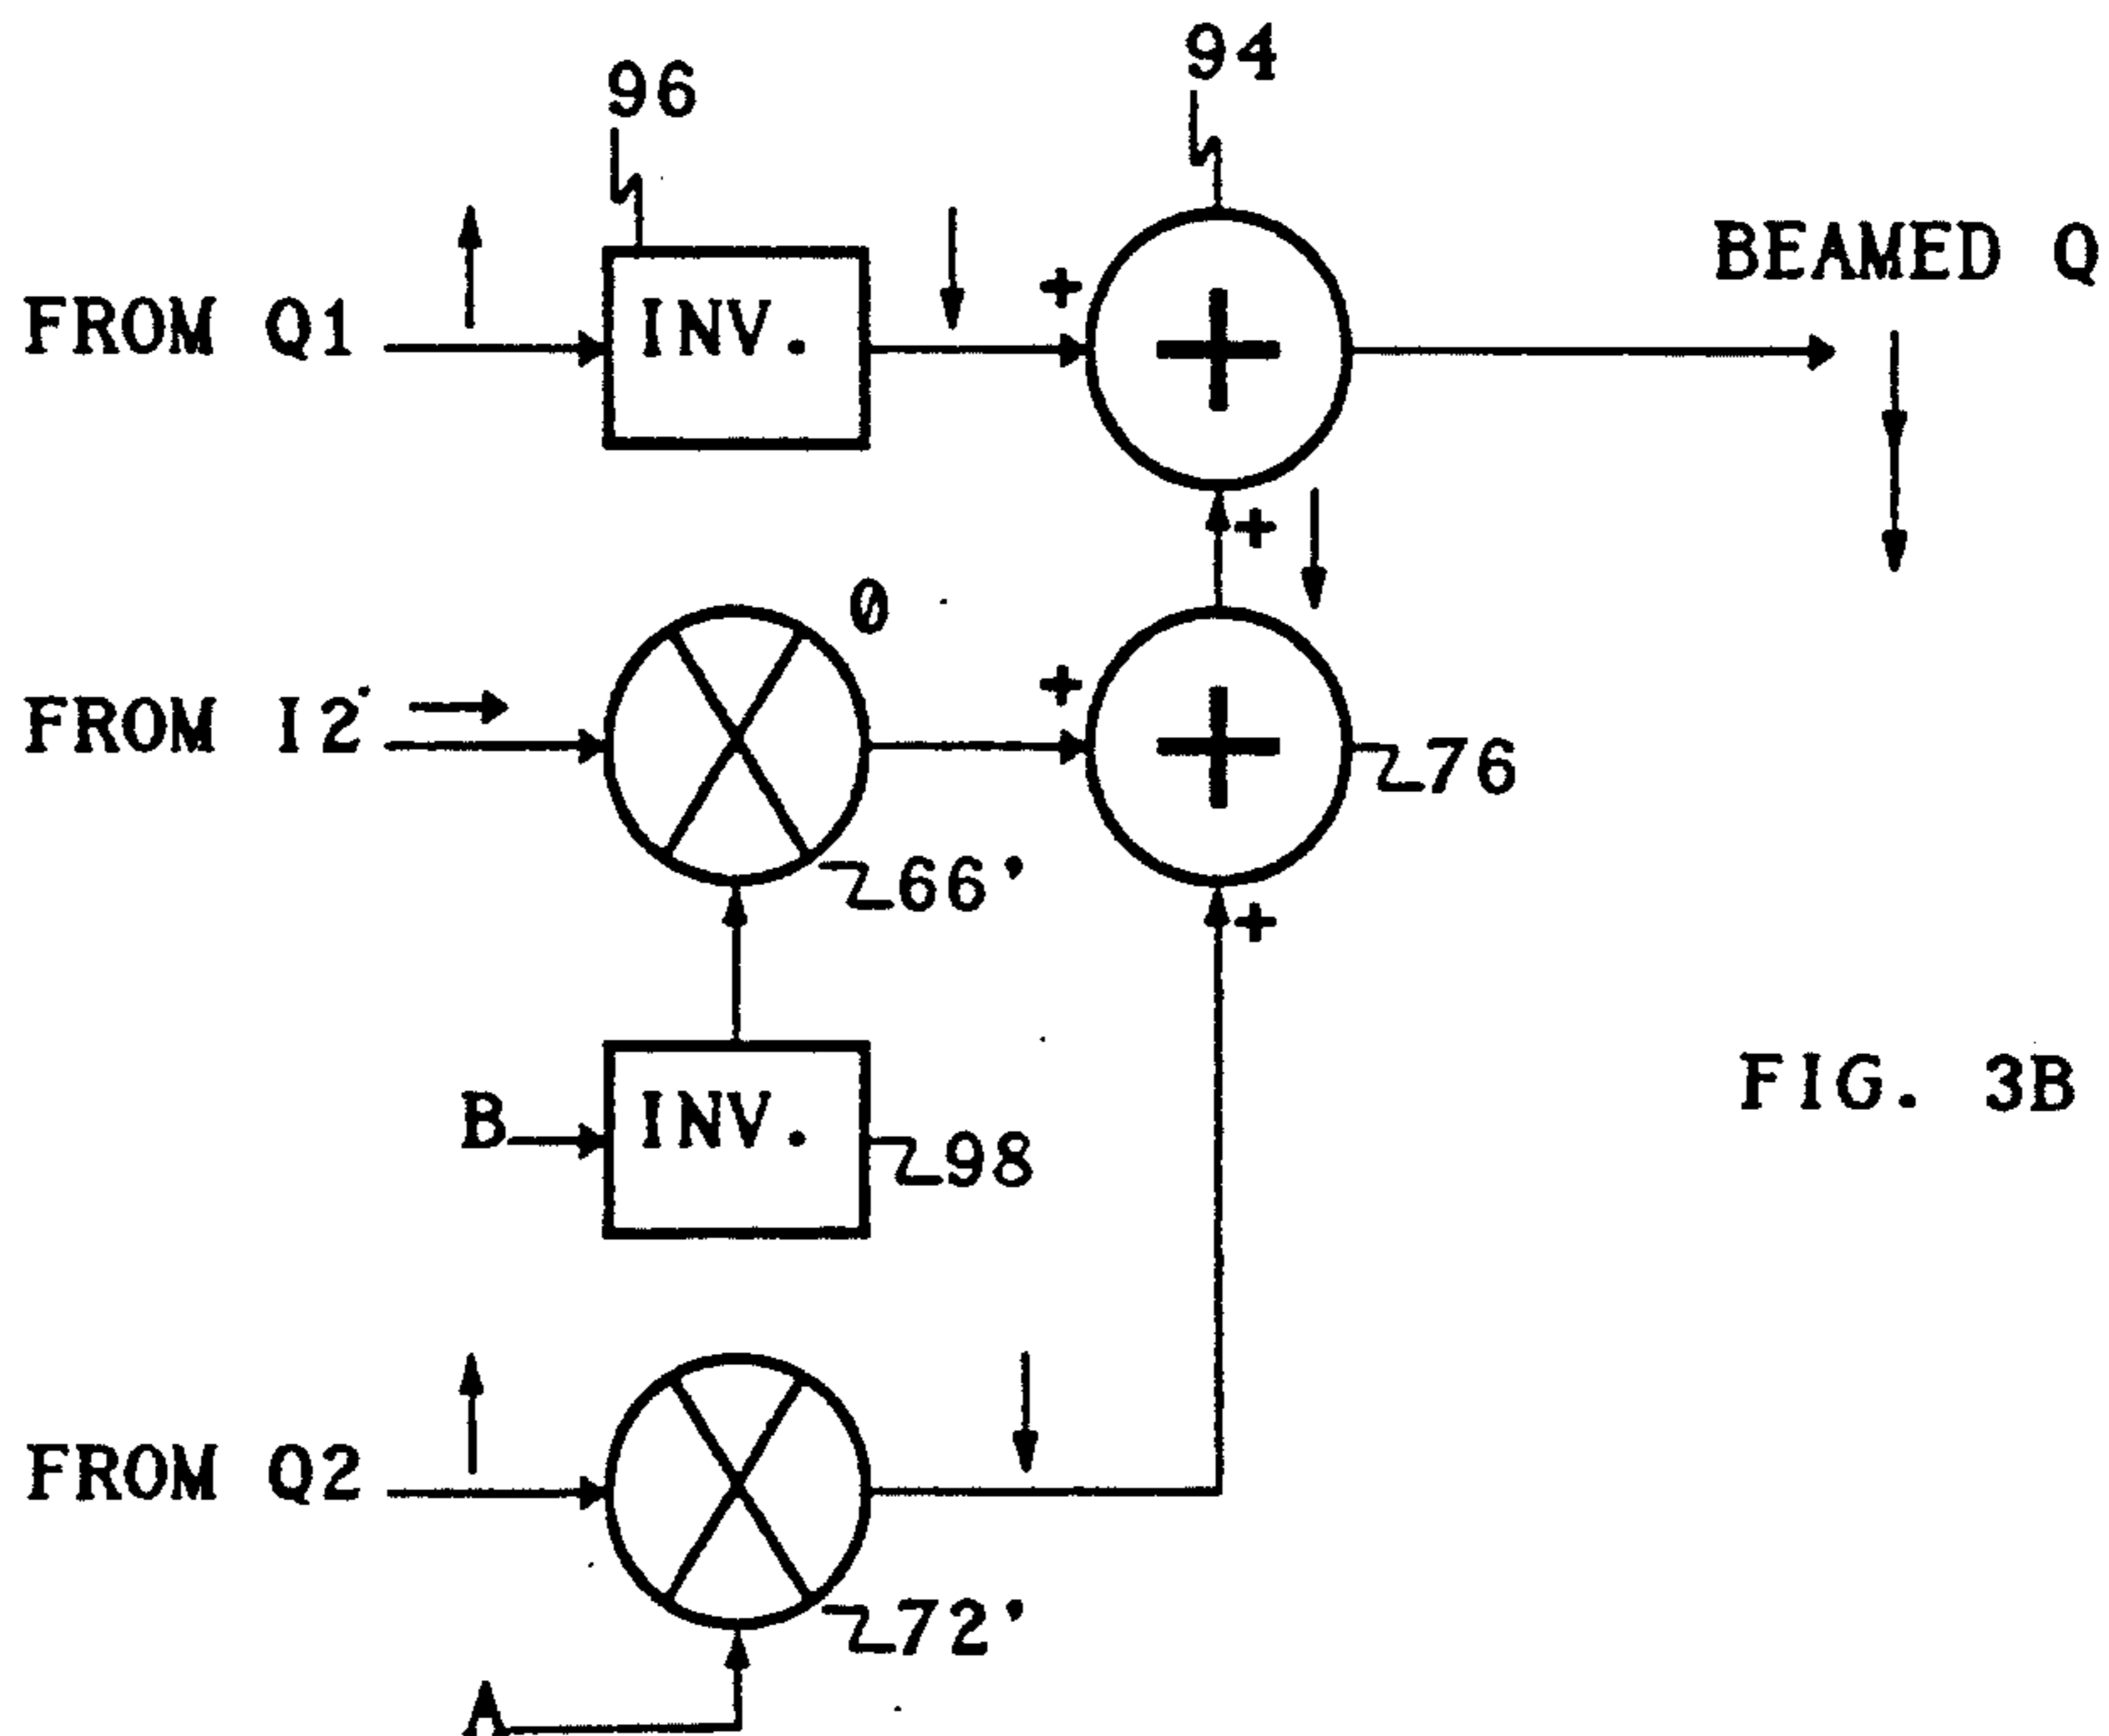 94
96
BEAMED Q
FROM Q1
INV.
+
+
0
FROM I2
+
76
66'
+
FIG. 3B
B
INV.
98
FROM Q2
72'
A